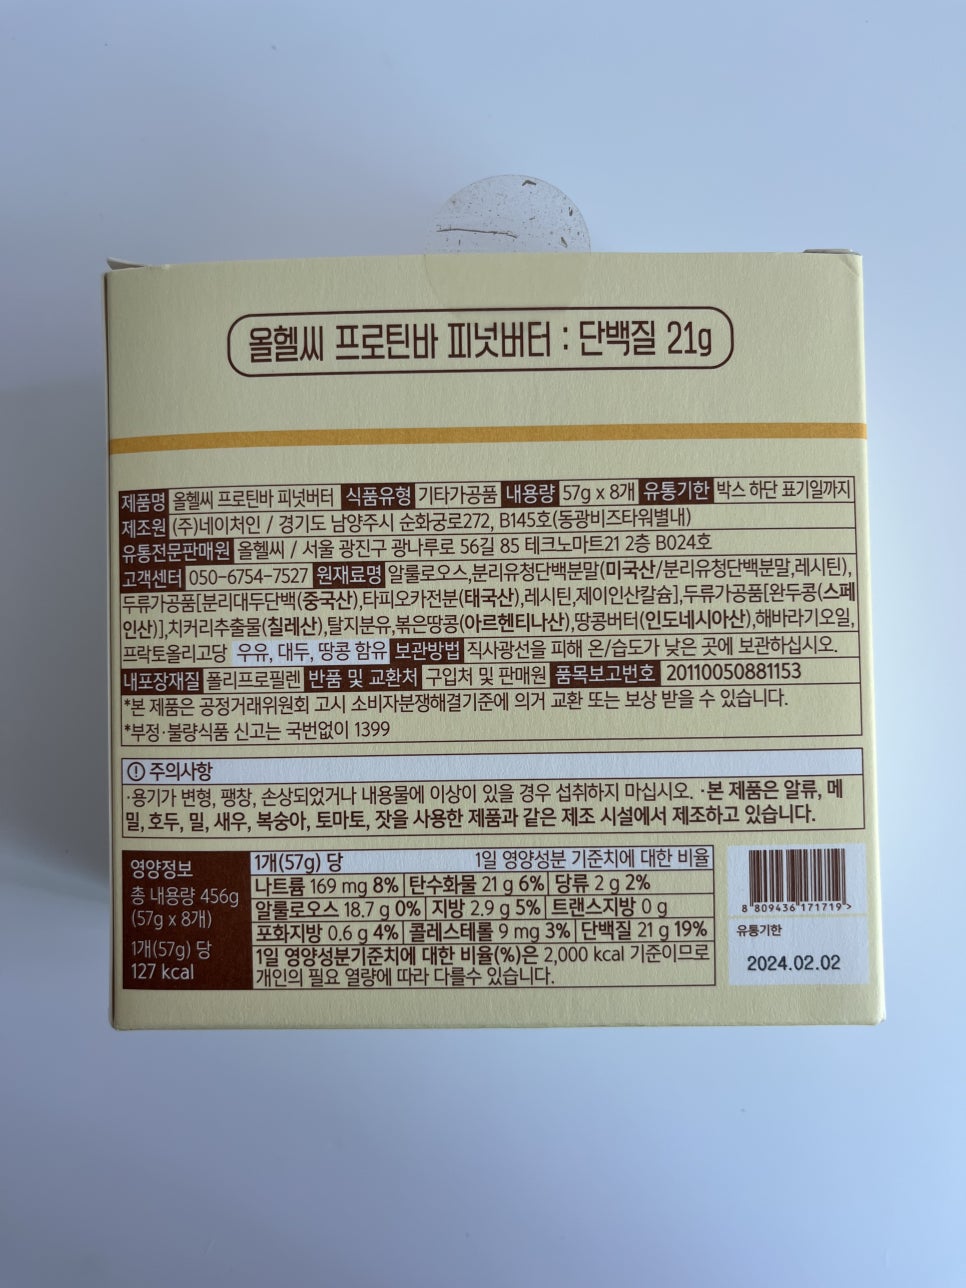 올헬씨 프로틴바 피넛버터 : 단백질 21g
제품명 올헬씨 프로틴바 피넛버터 식품유형 기타가공품 내용량 57g x 8개 유통기한 박스 하단 표기일까지
제조원 (주)네이처인 / 경기도 남양주시 순화궁로272, B145호(동광비즈타워별내)
유통전문판매원 올헬씨 / 서울 광진구 광나루로 56길 85 테크노마트21 2층 B024호
고객센터 050-6754-7527 원재료명 알룰로오스,분리유청단백분말(미국산/분리유청단백분말,레시틴),
두류가공품[분리대두단백(중국산),타피오카전분(태국산),레시틴,제이인산칼슘],두류가공품[완두콩(스페
인산)],치커리추출물(칠레산),탈지분유,볶은땅콩(아르헨티나산),땅콩버터(인도네시아산),해바라기오일,
프락토올리고당 우유, 대두, 땅콩 함유 보관방법 직사광선을 피해 온/습도가 낮은 곳에 보관하십시오.
내포장재질 폴리프로필렌 반품 및 교환처 구입처 및 판매원 품목보고번호 20110050881153
*본 제품은 공정거래위원회 고시 소비자분쟁해결기준에 의거 교환 또는 보상 받을 수 있습니다.
*부정·불량식품 신고는 국번없이 1399
주의사항
·용기가 변형, 팽창, 손상되었거나 내용물에 이상이 있을 경우 섭취하지 마십시오. ·본 제품은 알류, 메
밀, 호두, 밀, 새우, 복숭아, 토마토, 잣을 사용한 제품과 같은 제조 시설에서 제조하고 있습니다.
영양정보
총 내용량 456g
(57g x 8개)
1개(57g) 당
127 kcal
1개(57g) 당 1일 영양성분 기준치에 대한 비율
나트륨 169 mg 8% 탄수화물 21 g 6% 당류 2 g 2%
알룰로오스 18.7 g 0% 지방 2.9 g 5% 트랜스지방 0 g
포화지방 0.6 g 4% 콜레스테롤 9 mg 3% 단백질 21 g 19%
1일 영양성분기준치에 대한 비율(%)은 2,000 kcal 기준이므로
개인의 필요 열량에 따라 다를수 있습니다.
8 809436 171719 >
유통기한
2024.02.02